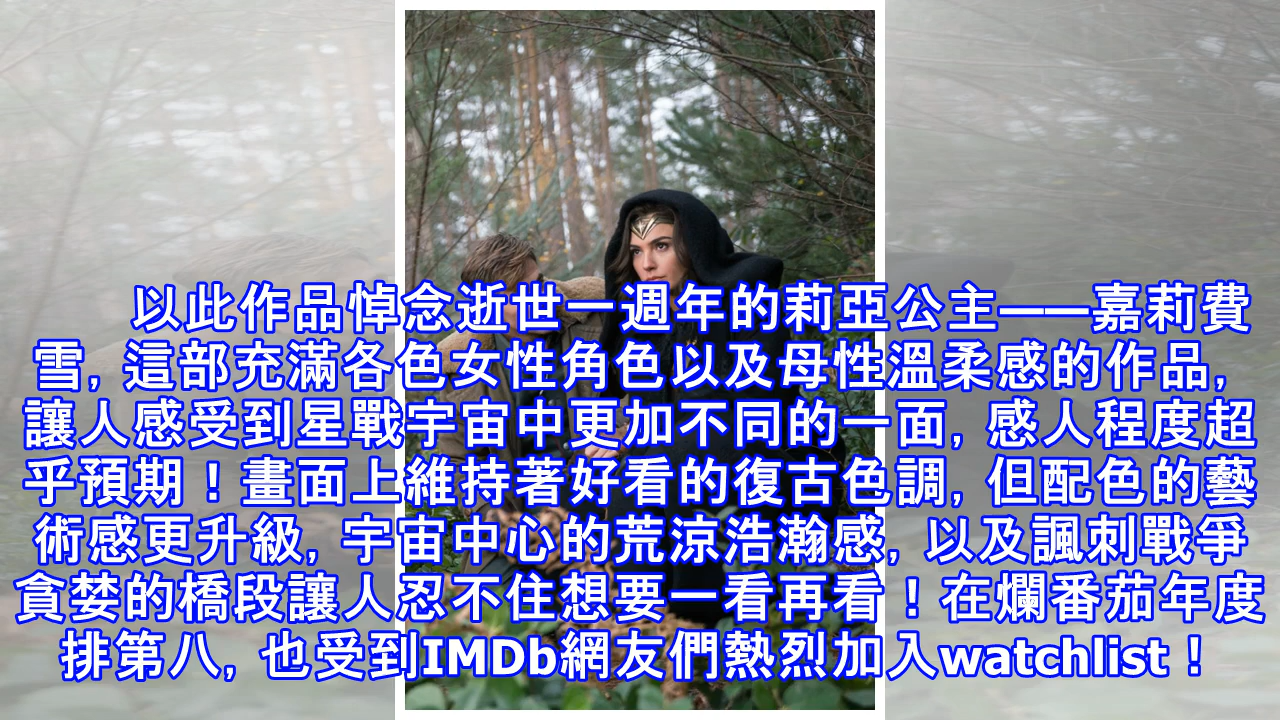 以此作品悼念逝世一週年的莉亞公主——嘉莉費
雪, 這部充滿各色女性角色以及母性溫柔感的作品,
讓人感受到星戰宇宙中更加不同的一面, 感人程度超
乎預期！畫面上維持著好看的復古色調, 但配色的藝
術感更升級, 宇宙中心的荒涼浩瀚感, 以及諷刺戰爭
貪婪的橋段讓人忍不住想要一看再看！在爛番茄年度
排第八, 也受到IMDb網友們熱烈加入watchlist！